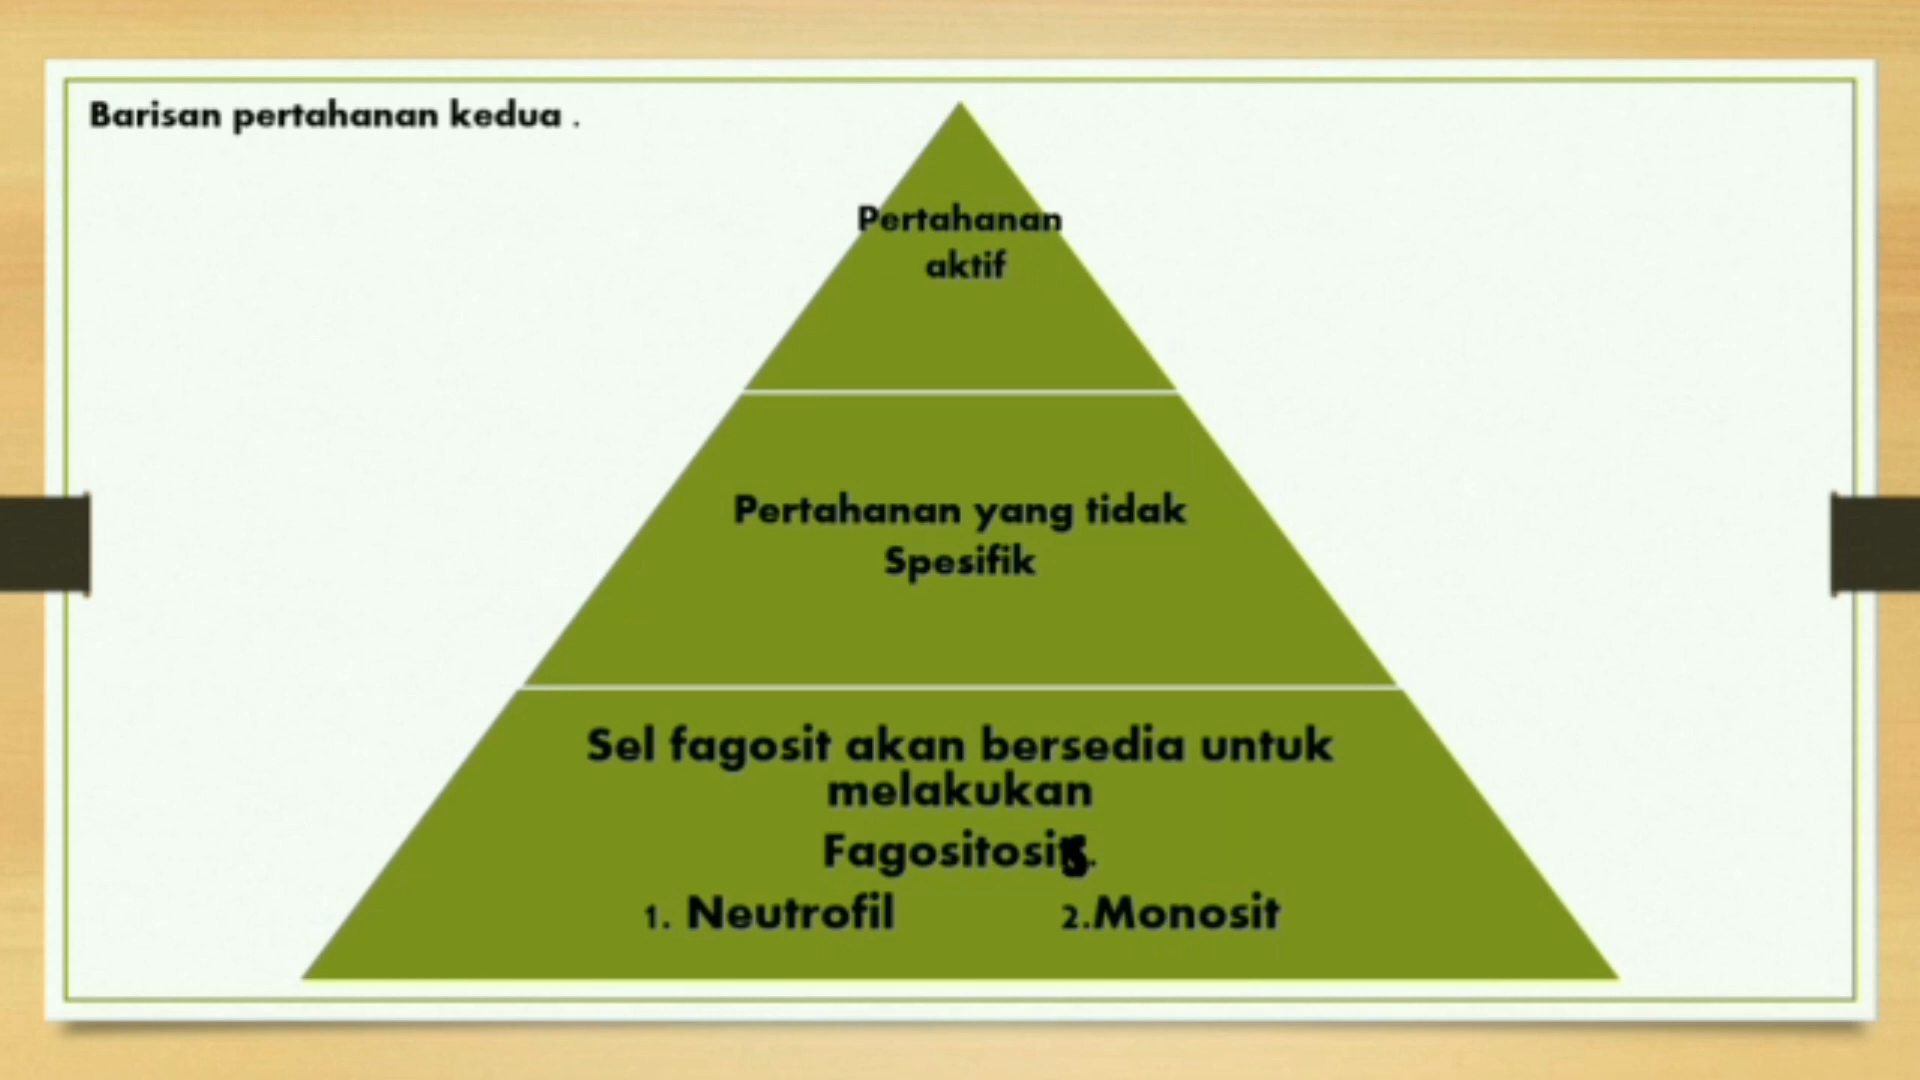 Barisan pertahanan kedua .
Pertahanan
aktif
Pertahanan yang tidak
Spesifik
Sel fagosit akan bersedia untuk
melakukan
Fagositosis.
1. Neutrofil 2.Monosit